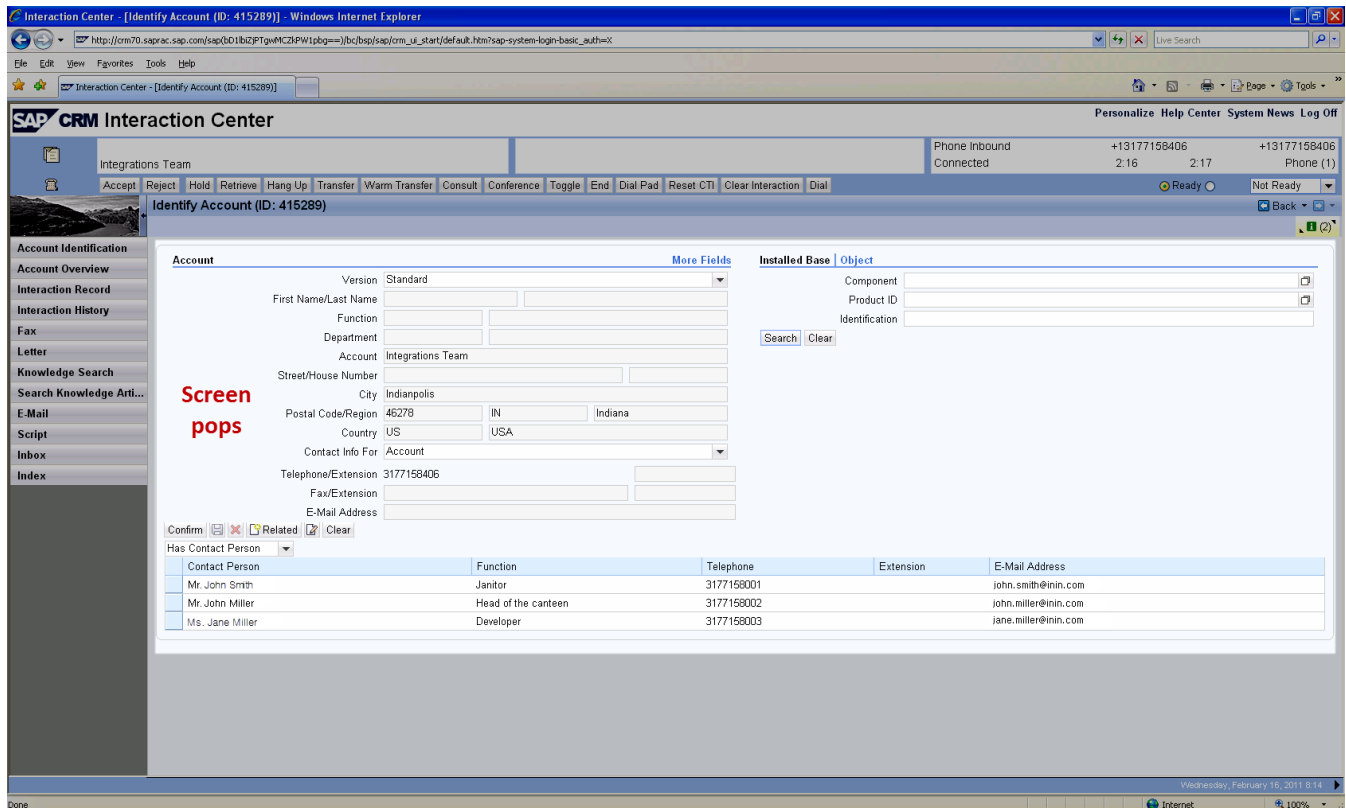 Interaction Center - [Identify Account (ID: 415289)] - Windows Internet Explorer
http://crm70.saprac.sap.com/sap(bD1lbiZjPTgwMCZkPW1pbg==)/bc/bsp/sap/crm_ui_start/default.htm?sap-system-login-basic_auth=X
Live Search
File Edit View Favorites Tools Help
Interaction Center - [Identify Account (ID: 415289)]
Page Tools
SAP CRM Interaction Center
Personalize Help Center System News Log Off
Integrations Team
Phone Inbound +13177158406 +13177158406
Connected 2:16 2:17 Phone (1)
Accept Reject Hold Retrieve Hang Up Transfer Warm Transfer Consult Conference Toggle End Dial Pad Reset CTI Clear Interaction Dial Ready Not Ready
Identify Account (ID: 415289) Back
(2)
Account Identification
Account Overview
Interaction Record
Interaction History
Fax
Letter
Knowledge Search
Search Knowledge Arti...
E-Mail
Script
Inbox
Index
Account More Fields
Version Standard
First Name/Last Name
Function
Department
Account Integrations Team
Street/House Number
City Indianpolis
Postal Code/Region 46278 IN Indiana
Country US USA
Contact Info For Account
Telephone/Extension 3177158406
Fax/Extension
E-Mail Address
Screen
pops
Installed Base Object
Component
Product ID
Identification
Search Clear
Confirm Related Clear
Has Contact Person
Contact Person Function Telephone Extension E-Mail Address
Mr. John Smith Janitor 3177158001 john.smith@inin.com
Mr. John Miller Head of the canteen 3177158002 john.miller@inin.com
Ms. Jane Miller Developer 3177158003 jane.miller@inin.com
Wednesday, February 16, 2011 8:14
Done Internet 100%